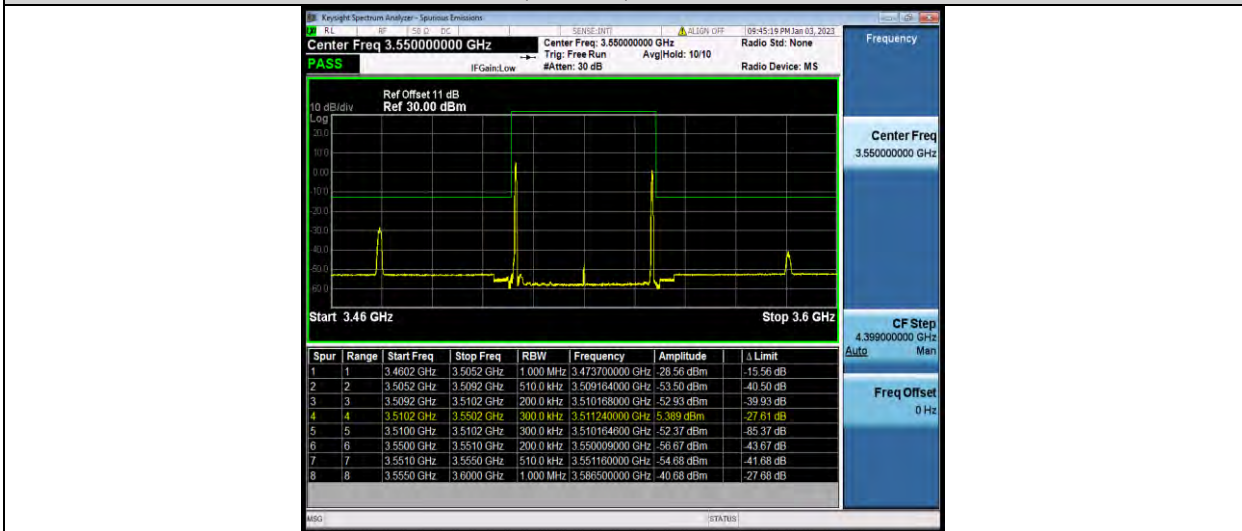 Keysight Spectrum Analyzer - Spurious Emissions
RL RF 50 Ω DC SENSE:INT ALIGN OFF 09:45:19 PM Jan 03, 2023
Center Freq 3.550000000 GHz Center Freq: 3.550000000 GHz Radio Std: None
Trig: Free Run Avg|Hold: 10/10
PASS IFGain:Low #Atten: 30 dB Radio Device: MS
Ref Offset 11 dB
10 dB/div Ref 30.00 dBm
Log
20.0
10.0
0.00
-10.0
-20.0
-30.0
-40.0
-50.0
-60.0
Start 3.46 GHz Stop 3.6 GHz
Spur Range Start Freq Stop Freq RBW Frequency Amplitude Δ Limit
1 1 3.4602 GHz 3.5052 GHz 1.000 MHz 3.473700000 GHz -28.56 dBm -15.56 dB
2 2 3.5052 GHz 3.5092 GHz 510.0 kHz 3.509164000 GHz -53.50 dBm -40.50 dB
3 3 3.5092 GHz 3.5102 GHz 200.0 kHz 3.510168000 GHz -52.93 dBm -39.93 dB
4 4 3.5102 GHz 3.5502 GHz 300.0 kHz 3.511240000 GHz 5.389 dBm -27.61 dB
5 5 3.5100 GHz 3.5102 GHz 300.0 kHz 3.510164600 GHz -52.37 dBm -85.37 dB
6 6 3.5500 GHz 3.5510 GHz 200.0 kHz 3.550009000 GHz -56.67 dBm -43.67 dB
7 7 3.5510 GHz 3.5550 GHz 510.0 kHz 3.551160000 GHz -54.68 dBm -41.68 dB
8 8 3.5550 GHz 3.6000 GHz 1.000 MHz 3.586500000 GHz -40.68 dBm -27.68 dB
MSG STATUS
Frequency
Center Freq
3.550000000 GHz
CF Step
4.399000000 GHz
Auto Man
Freq Offset
0 Hz